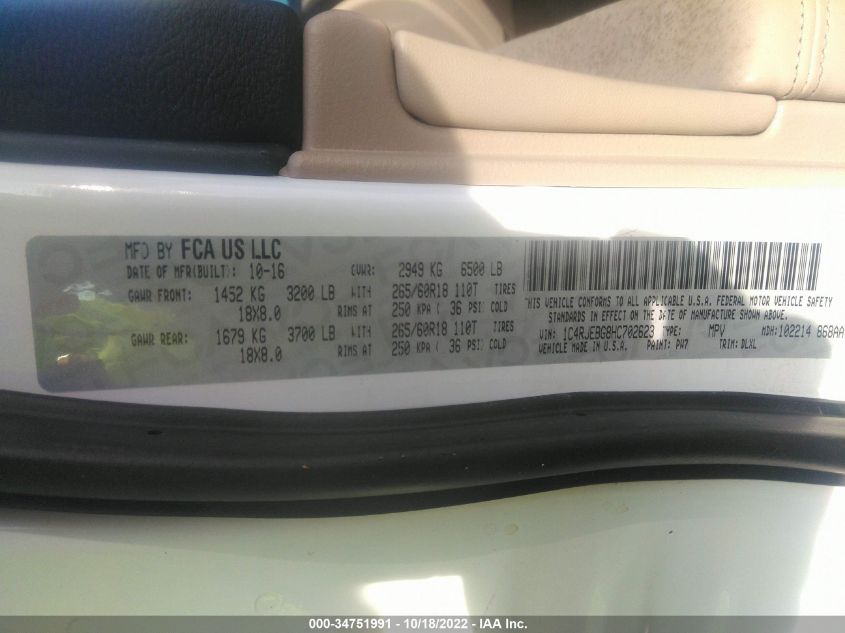 MFD BY FCA US LLC
DATE OF MFR(BUILT): 10-16 GVWR: 2949 KG 6500 LB
GAWR FRONT: 1452 KG 3200 LB WITH 265/60R18 110T TIRES
18X8.0 RIMS AT 250 KPA ( 36 PSI) COLD
GAWR REAR: 1679 KG 3700 LB WITH 265/60R18 110T TIRES
18X8.0 RIMS AT 250 KPA ( 36 PSI) COLD
THIS VEHICLE CONFORMS TO ALL APPLICABLE U.S.A. FEDERAL MOTOR VEHICLE SAFETY
STANDARDS IN EFFECT ON THE DATE OF MANUFACTURE SHOWN ABOVE.
VIN: 1C4RJEBG8HC702623 TYPE: MPV MDH:102214 868AA
VEHICLE MADE IN U.S.A. PAINT: PW7 TRIM: DLXL
000-34751991 - 10/18/2022 - IAA Inc.